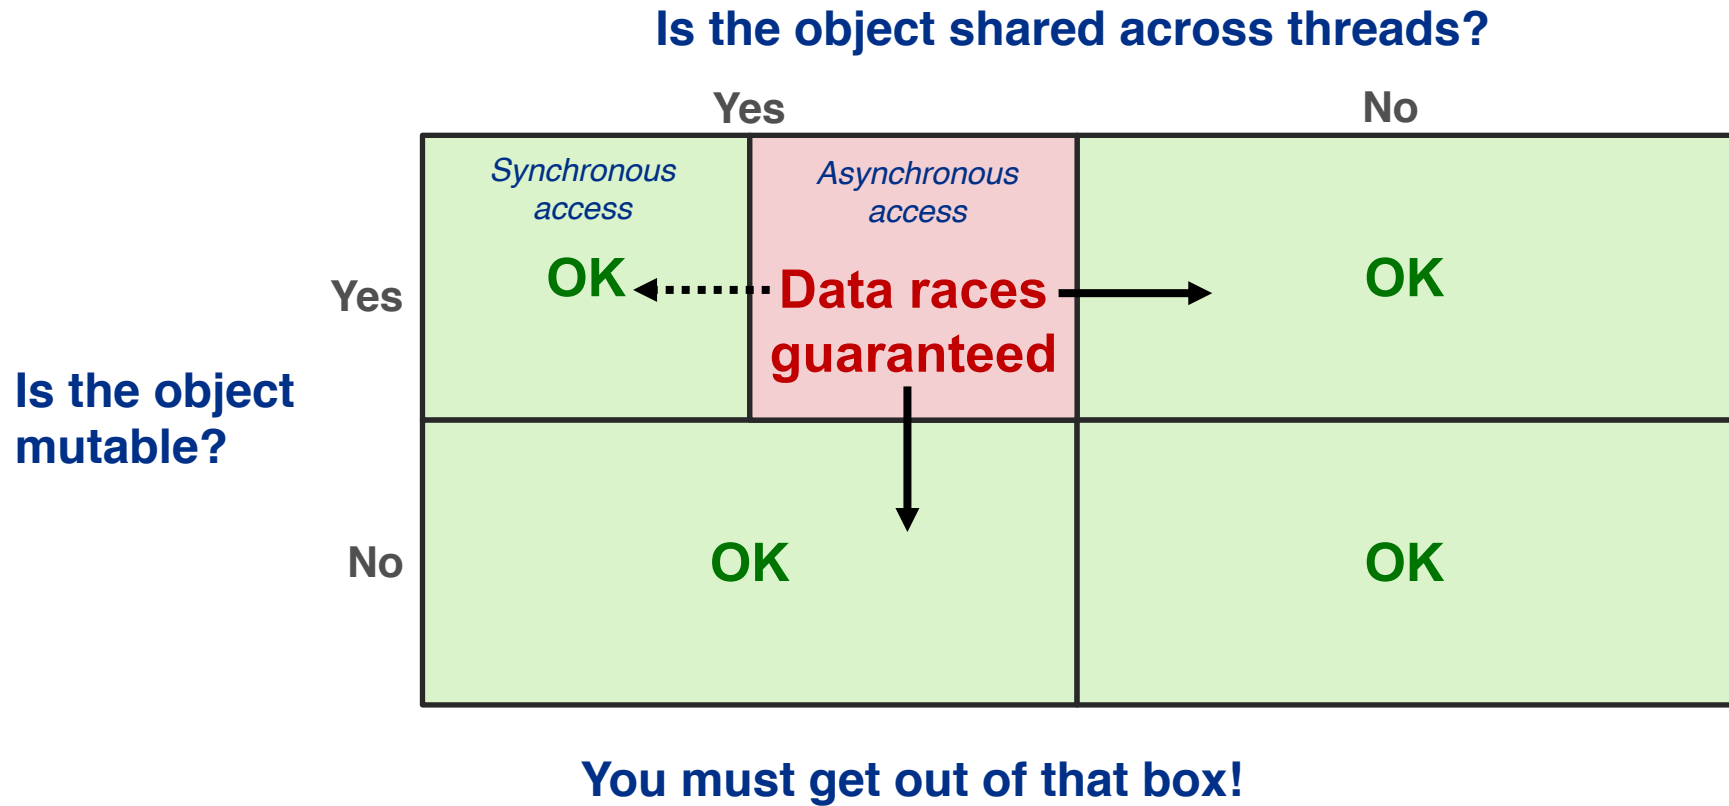 Is the object shared across threads?
Yes
No
Synchronous
access
Asynchronous
access
Yes
OK
Data races
guaranteed
OK
Is the object
mutable?
No
OK
OK
You must get out of that box!